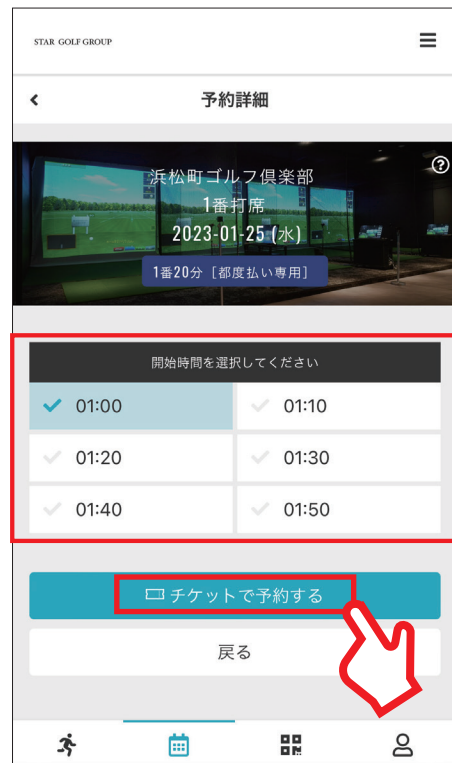 STAR GOLF GROUP
予約詳細
浜松町ゴルフ倶楽部
1番打席
2023-01-25 (水)
1番20分［都度払い専用］
開始時間を選択してください
01:00
01:10
01:20
01:30
01:40
01:50
チケットで予約する
戻る